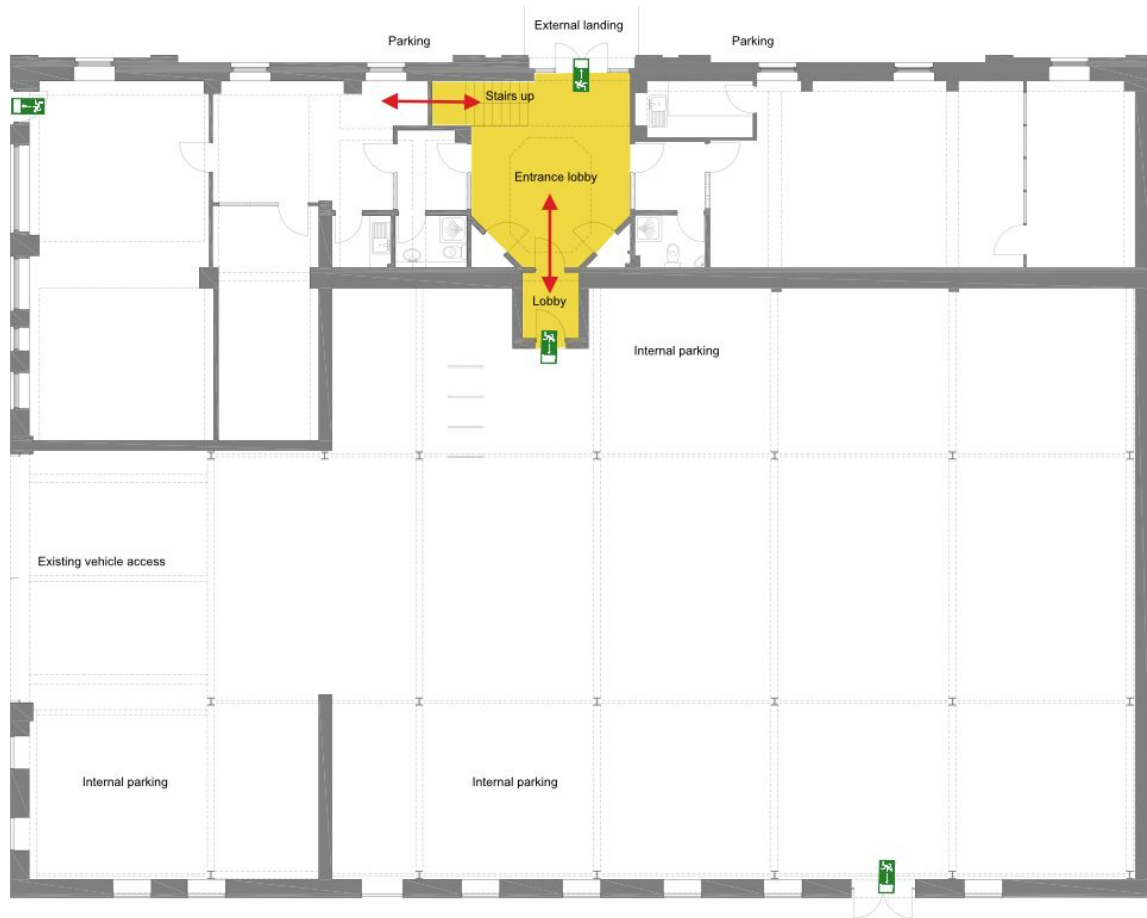 External landing
Parking
Parking
Stairs up
Entrance lobby
Lobby
Internal parking
Existing vehicle access
Internal parking
Internal parking